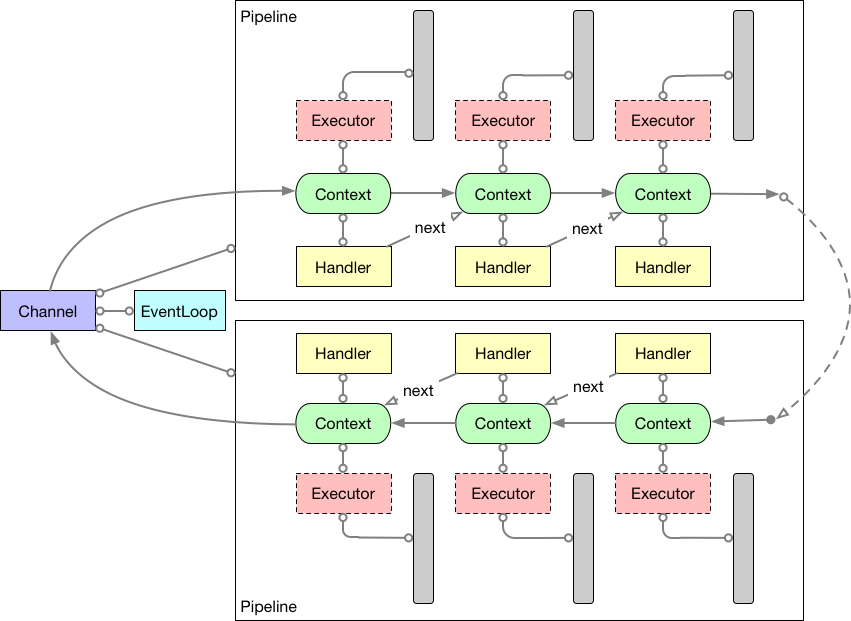 Pipeline
Executor
Executor
Executor
Context
Context
Context
next
next
Handler
Handler
Handler
Channel
EventLoop
Handler
Handler
Handler
next
next
Context
Context
Context
Executor
Executor
Executor
Pipeline